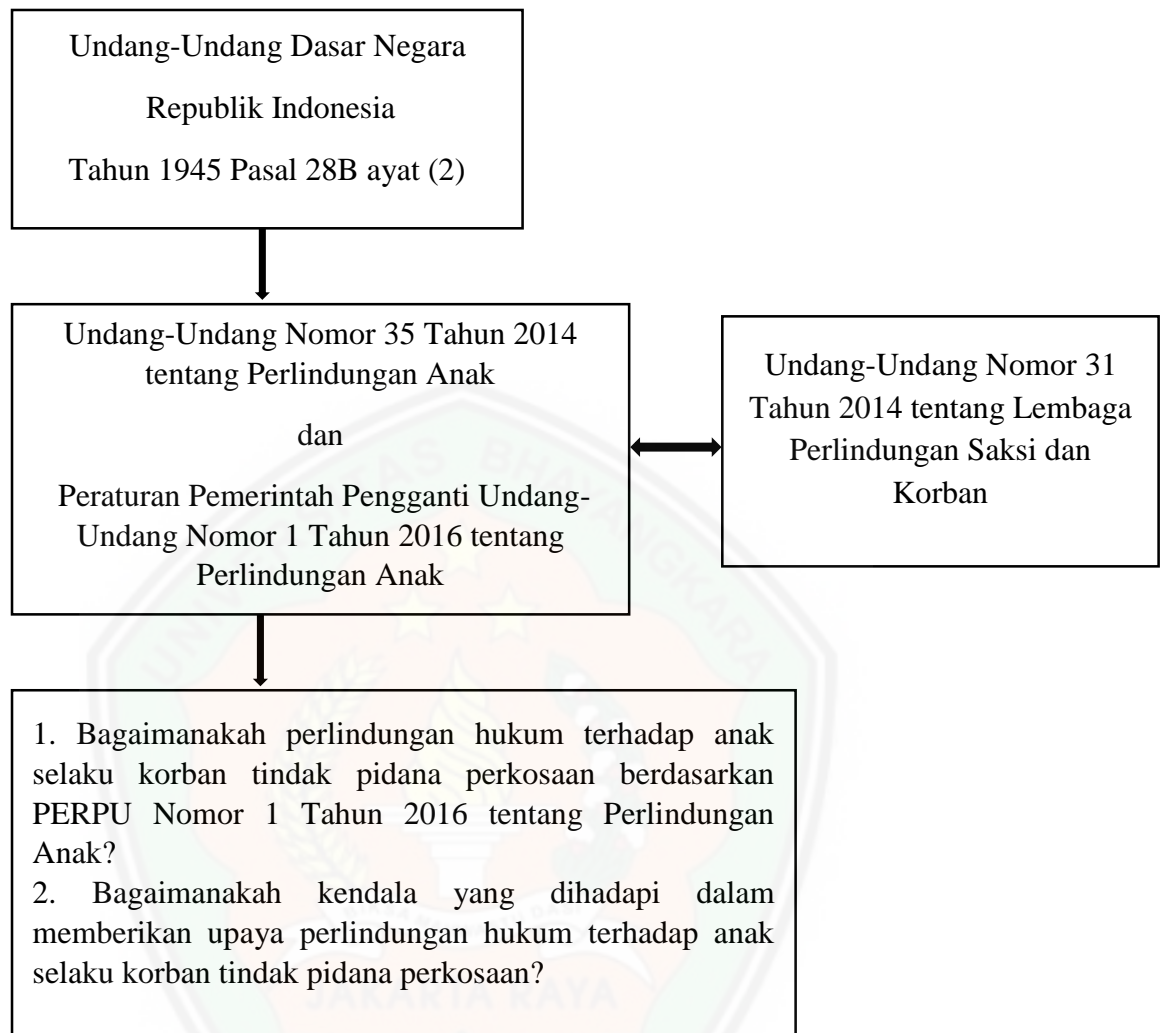 Undang-Undang Dasar Negara
Republik Indonesia
Tahun 1945 Pasal 28B ayat (2)
Undang-Undang Nomor 35 Tahun 2014
tentang Perlindungan Anak
dan
Peraturan Pemerintah Pengganti Undang-
Undang Nomor 1 Tahun 2016 tentang
Perlindungan Anak
Undang-Undang Nomor 31
Tahun 2014 tentang Lembaga
Perlindungan Saksi dan
Korban
1. Bagaimanakah perlindungan hukum terhadap anak
selaku korban tindak pidana perkosaan berdasarkan
PERPU Nomor 1 Tahun 2016 tentang Perlindungan
Anak?
2. Bagaimanakah kendala yang dihadapi dalam
memberikan upaya perlindungan hukum terhadap anak
selaku korban tindak pidana perkosaan?
UNIVERSITAS BHAYANGKARA
JAKARTA RAYA